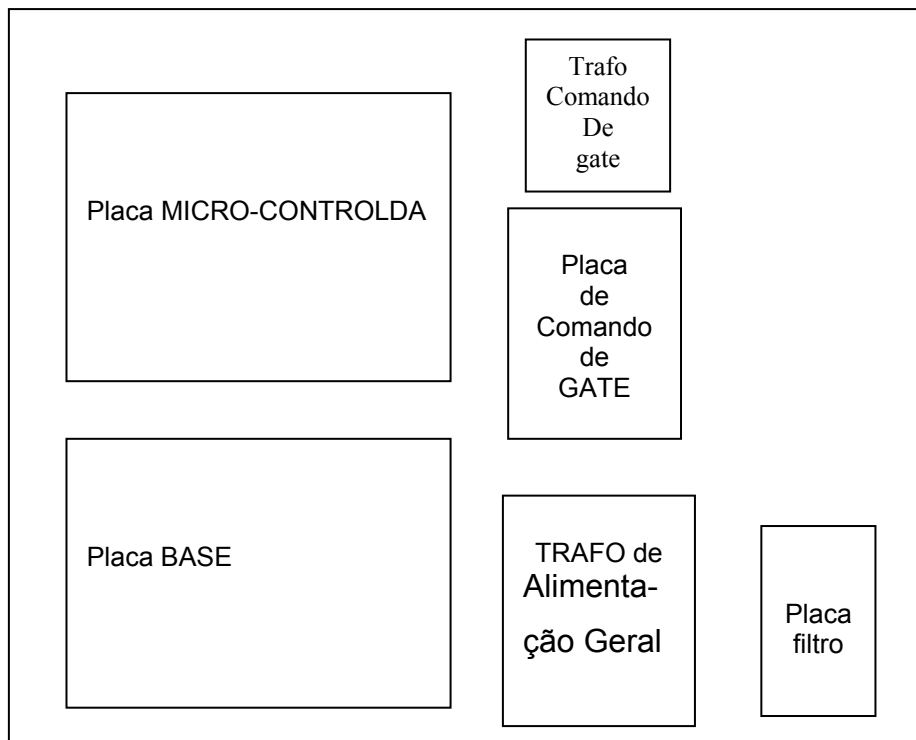 Trafo
Comando
De
gate
Placa MICRO-CONTROLDA
Placa
de
Comando
de
GATE
Placa BASE
TRAFO de
Alimenta-
ção Geral
Placa
filtro